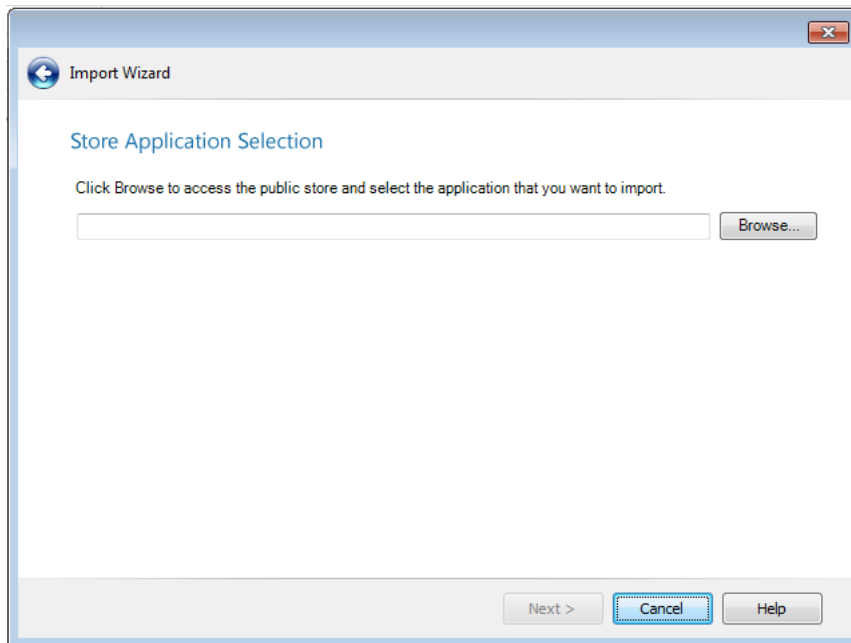 Import Wizard
Store Application Selection
Click Browse to access the public store and select the application that you want to import.
Browse...
Next > Cancel Help